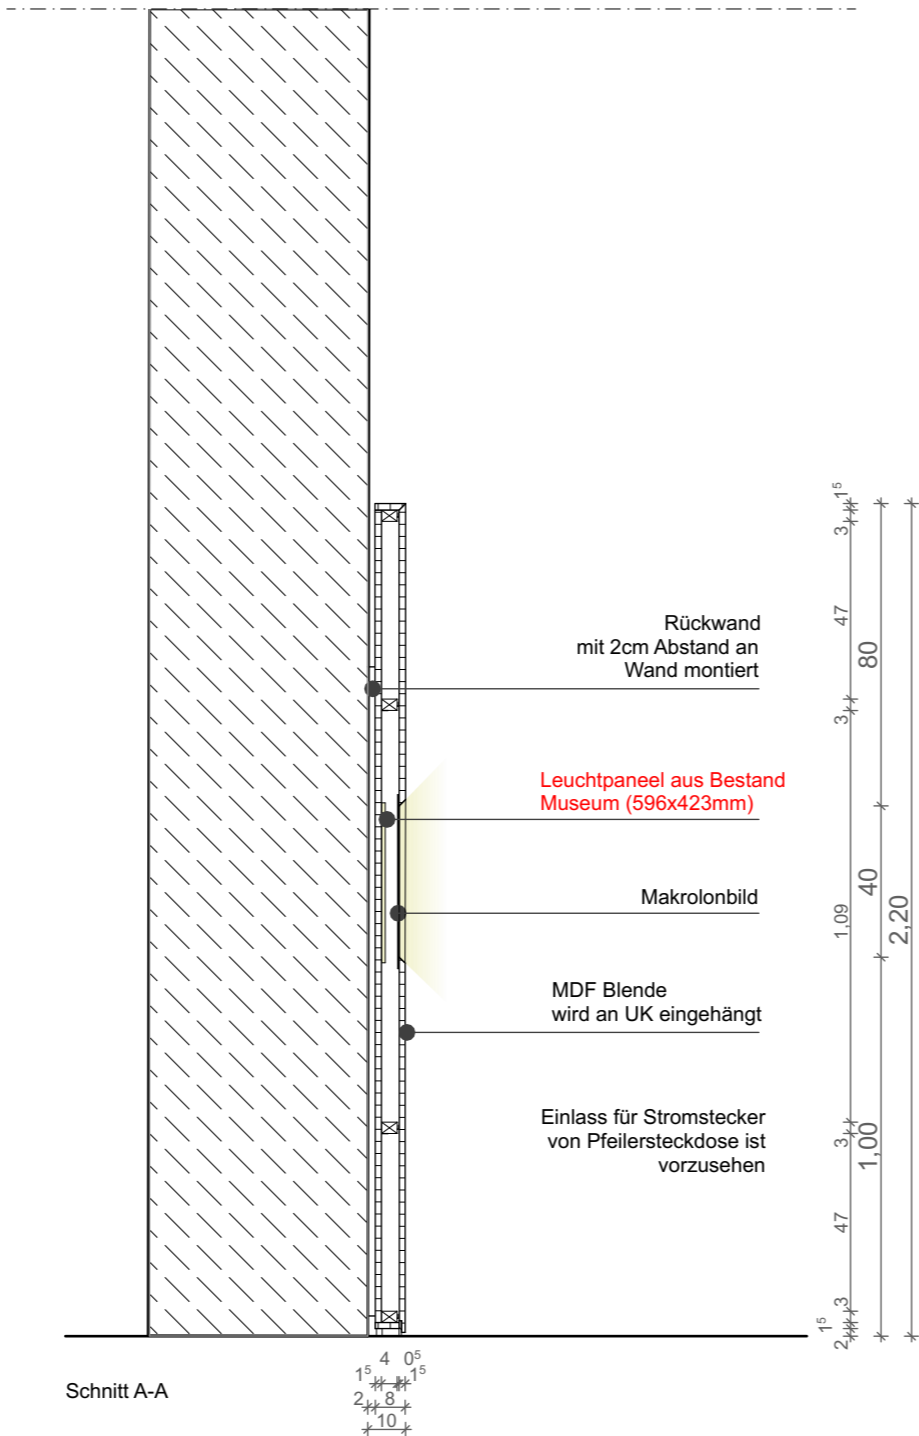 1⁵
3
47
80
3
Rückwand
mit 2cm Abstand an
Wand montiert
Leuchtpaneel aus Bestand
Museum (596x423mm)
40
Makrolonbild
1,09
2,20
MDF Blende
wird an UK eingehängt
Einlass für Stromstecker
von Pfeilersteckdose ist
vorzusehen
3
1,00
47
3
1⁵
2
4 0⁵
1⁵ 1⁵
2 8
10
Schnitt A-A